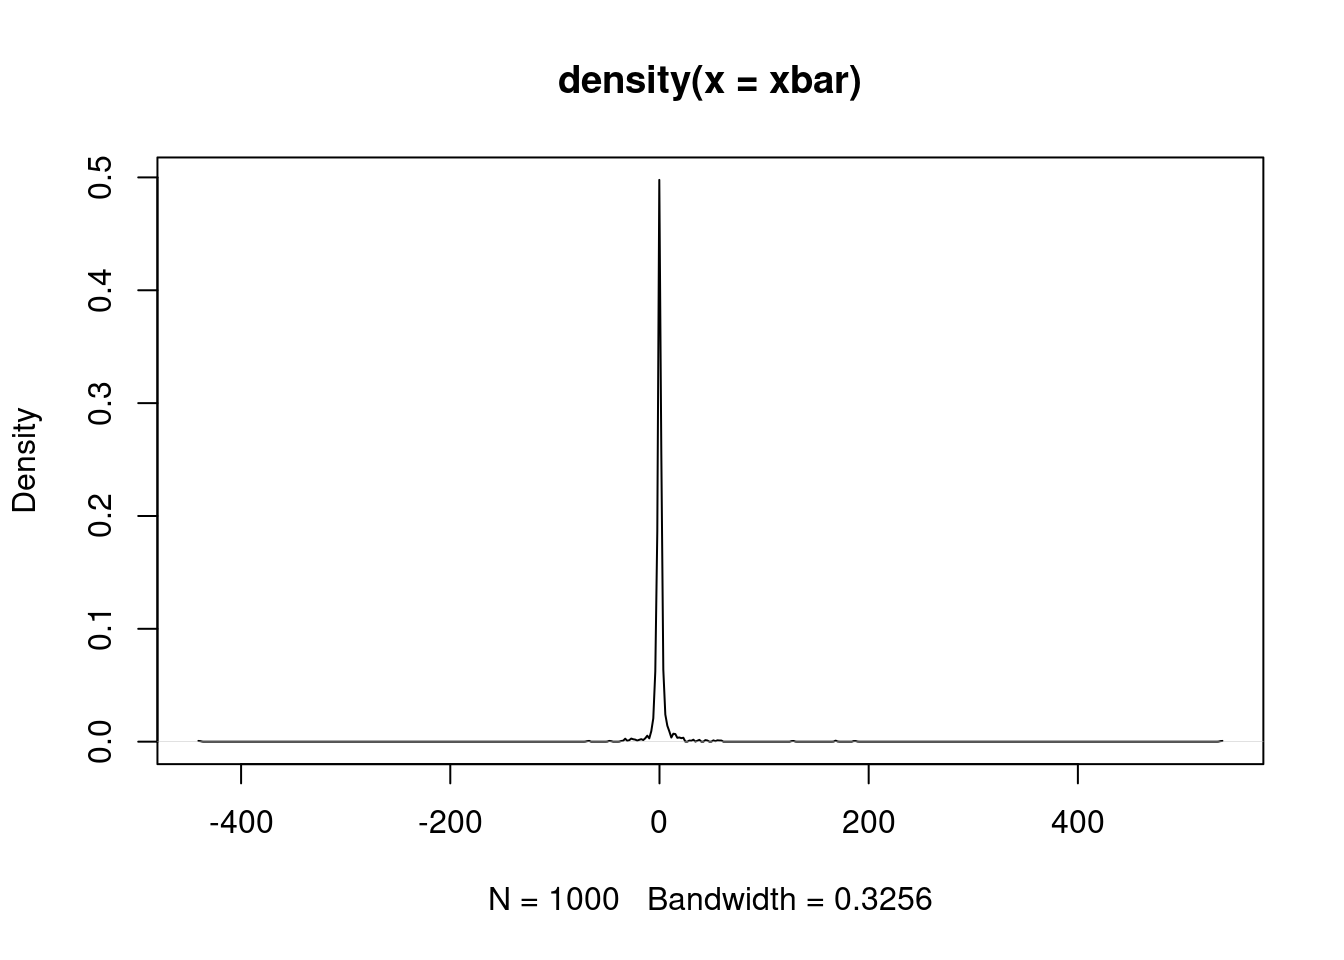 density(x = xbar)
Density
0.5
0.4
0.3
0.2
0.1
0.0
-400 -200 0 200 400
N = 1000 Bandwidth = 0.3256